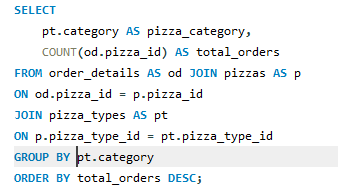 SELECT
pt.category AS pizza_category,
COUNT(od.pizza_id) AS total_orders
FROM order_details AS od JOIN pizzas AS p
ON od.pizza_id = p.pizza_id
JOIN pizza_types AS pt
ON p.pizza_type_id = pt.pizza_type_id
GROUP BY pt.category
ORDER BY total_orders DESC;